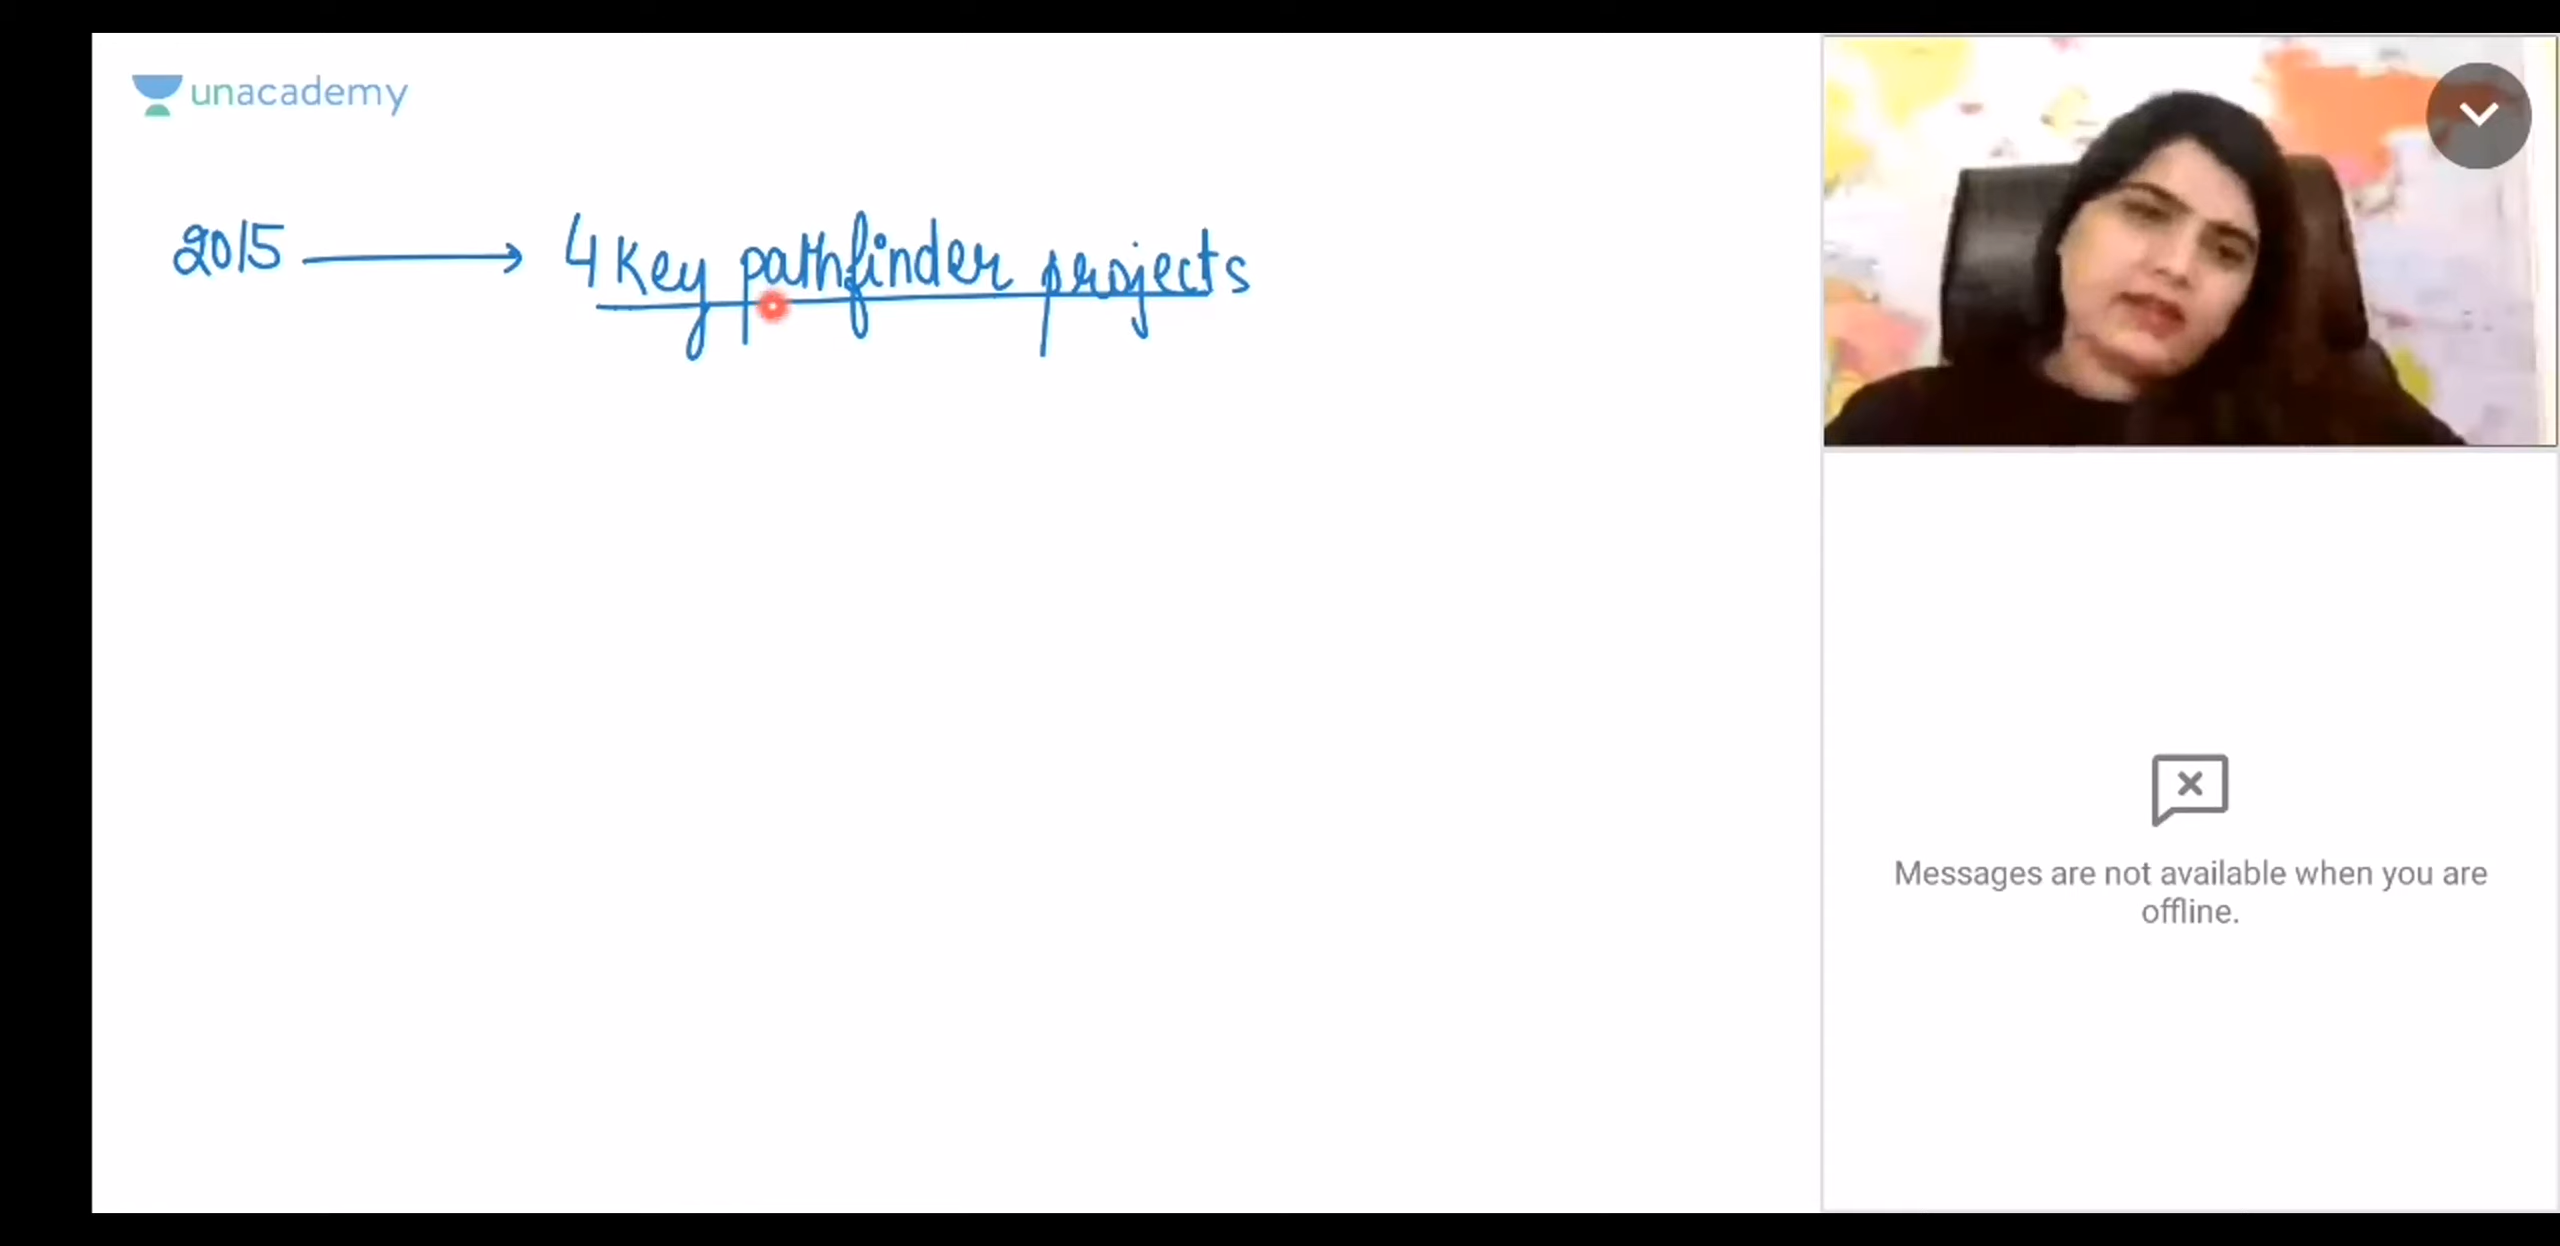 unacademy
2015 → 4 Key pathfinder projects
Messages are not available when you are
offline.